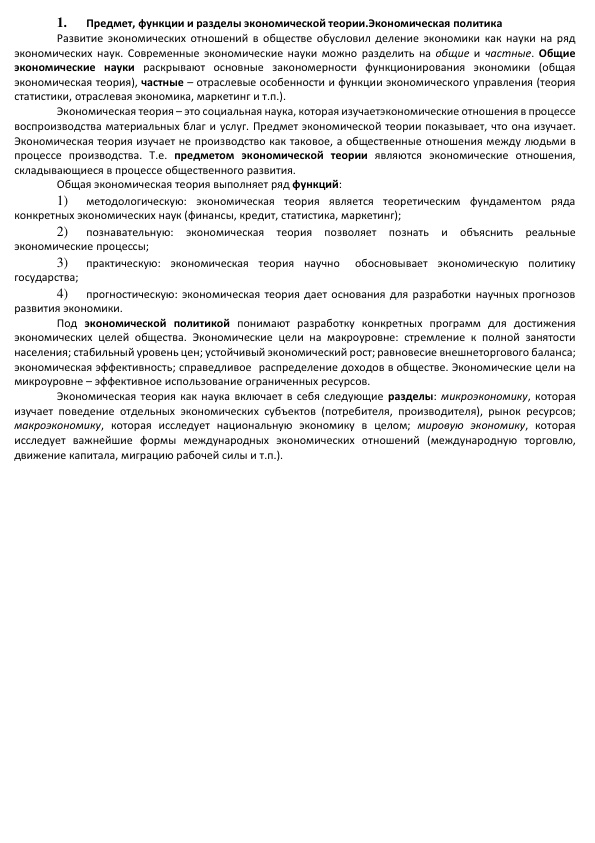 1. Предмет, функции и разделы экономической теории.Экономическая политика
Развитие экономических отношений в обществе обусловил деление экономики как науки на ряд
экономических наук. Современные экономические науки можно разделить на общие и частные. Общие
экономические науки раскрывают основные закономерности функционирования экономики (общая
экономическая теория), частные – отраслевые особенности и функции экономического управления (теория
статистики, отраслевая экономика, маркетинг и т.п.).
Экономическая теория – это социальная наука, которая изучаетэкономические отношения в процессе
воспроизводства материальных благ и услуг. Предмет экономической теории показывает, что она изучает.
Экономическая теория изучает не производство как таковое, а общественные отношения между людьми в
процессе производства. Т.е. предметом экономической теории являются экономические отношения,
складывающиеся в процессе общественного развития.
Общая экономическая теория выполняет ряд функций:
1) методологическую: экономическая теория является теоретическим фундаментом ряда
конкретных экономических наук (финансы, кредит, статистика, маркетинг);
2) познавательную: экономическая теория позволяет познать и объяснить реальные
экономические процессы;
3) практическую: экономическая теория научно обосновывает экономическую политику
государства;
4) прогностическую: экономическая теория дает основания для разработки научных прогнозов
развития экономики.
Под экономической политикой понимают разработку конкретных программ для достижения
экономических целей общества. Экономические цели на макроуровне: стремление к полной занятости
населения; стабильный уровень цен; устойчивый экономический рост; равновесие внешнеторгового баланса;
экономическая эффективность; справедливое распределение доходов в обществе. Экономические цели на
микроуровне – эффективное использование ограниченных ресурсов.
Экономическая теория как наука включает в себя следующие разделы: микроэкономику, которая
изучает поведение отдельных экономических субъектов (потребителя, производителя), рынок ресурсов;
макроэкономику, которая исследует национальную экономику в целом; мировую экономику, которая
исследует важнейшие формы международных экономических отношений (международную торговлю,
движение капитала, миграцию рабочей силы и т.п.).